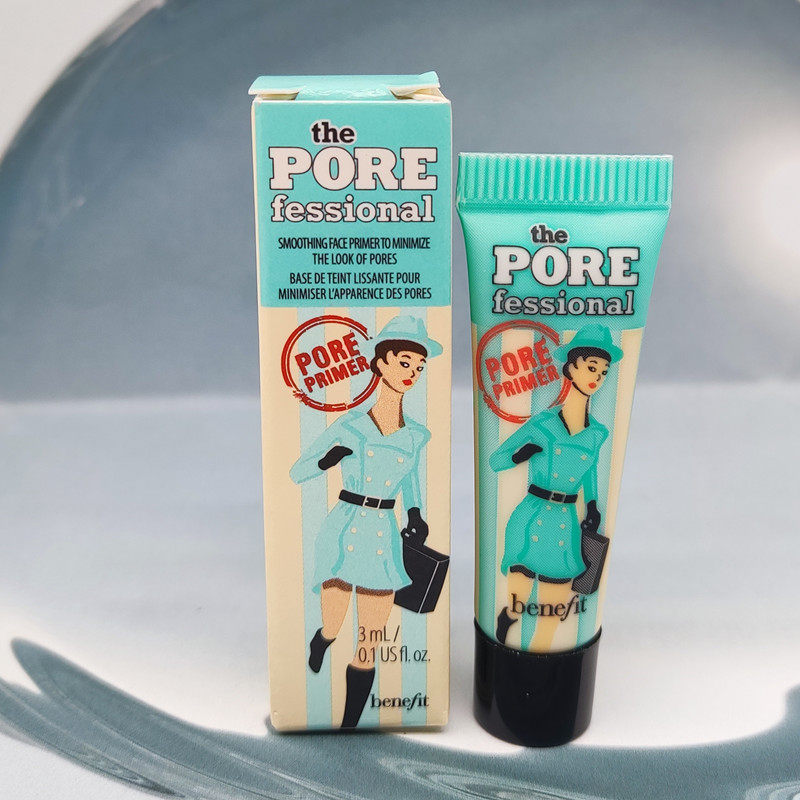 the
PORE
fessional
SMOOTHING FACE PRIMER TO MINIMIZE
THE LOOK OF PORES
BASE DE TEINT LISSANTE POUR
MINIMISER L'APPARENCE DES PORES
PORE
PRIMER
3 mL /
0.1 US fl. oz.
benefit
the
PORE
fessional
PORE
PRIMER
benefit